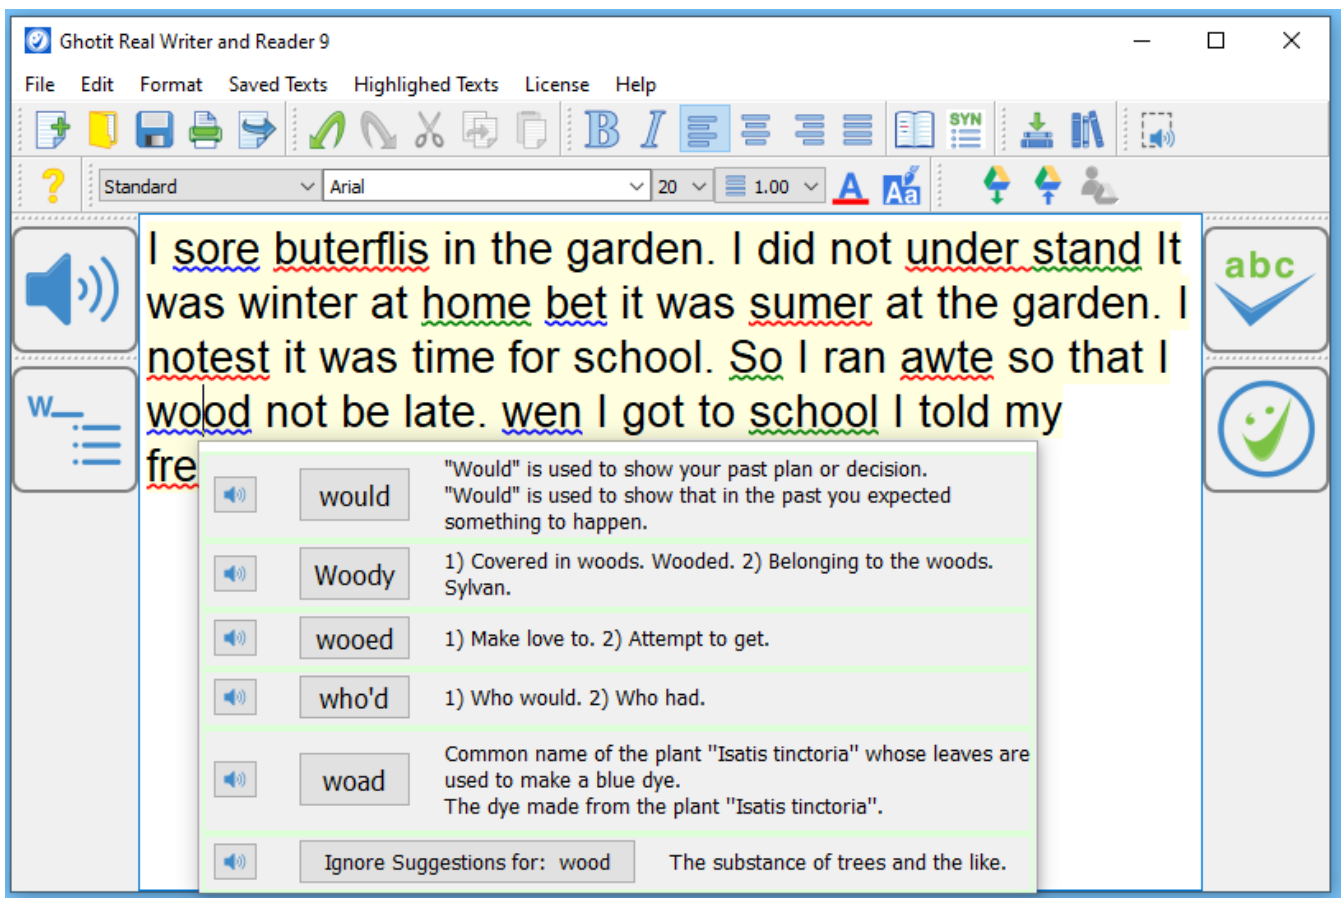 Ghotit Real Writer and Reader 9
File Edit Format Saved Texts Highlighed Texts License Help
B I SYN
? Standard Arial 20 1.00 A Aa
I sore buterflis in the garden. I did not under stand It
was winter at home bet it was sumer at the garden. I
notest it was time for school. So I ran awte so that I
wood not be late. wen I got to school I told my
fre
abc
W
would
"Would" is used to show your past plan or decision.
"Would" is used to show that in the past you expected
something to happen.
Woody
1) Covered in woods. Wooded. 2) Belonging to the woods.
Sylvan.
wooed 1) Make love to. 2) Attempt to get.
who'd 1) Who would. 2) Who had.
woad
Common name of the plant "Isatis tinctoria" whose leaves are
used to make a blue dye.
The dye made from the plant "Isatis tinctoria".
Ignore Suggestions for: wood The substance of trees and the like.